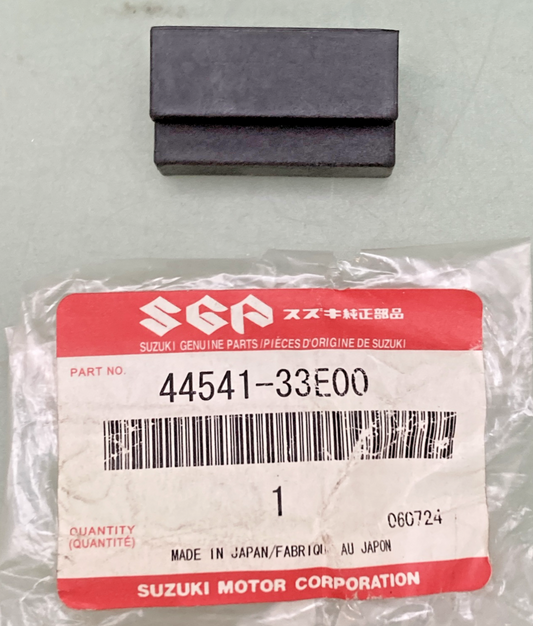 SGP スズキ純正部品
SUZUKI GENUINE PARTS/PIÈCES D'ORIGINE DE SUZUKI
PART NO.
44541-33E00
1
060724
QUANTITY
(QUANTITÉ)
MADE IN JAPAN/FABRIQU AU JAPON
SUZUKI MOTOR CORPORATION